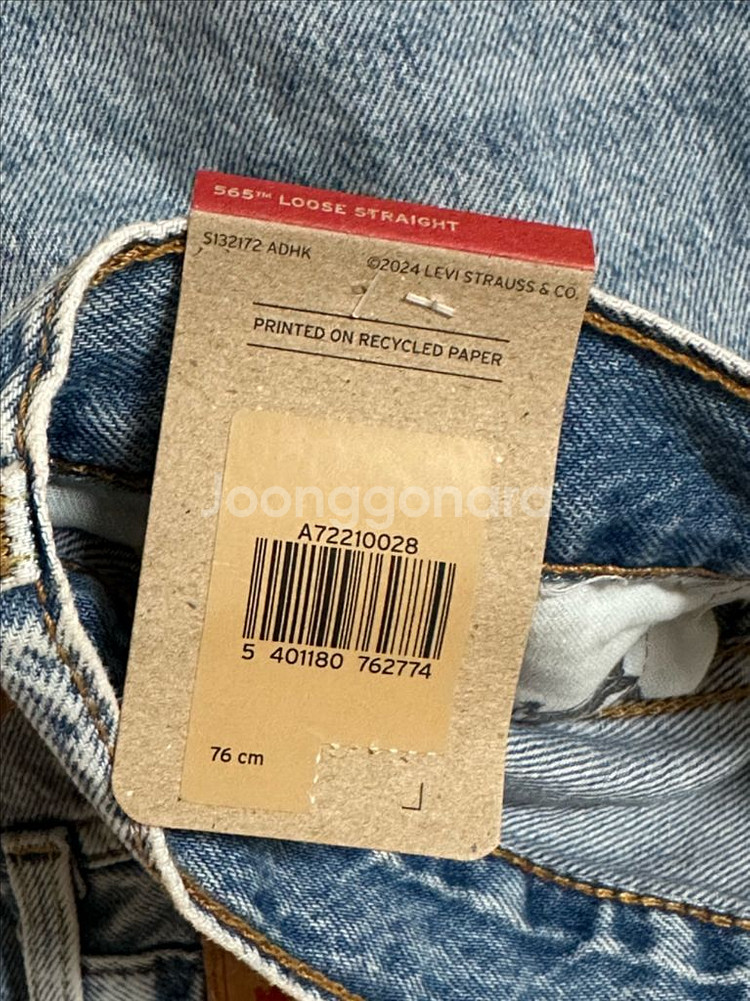 565™ LOOSE STRAIGHT
S132172 ADHK
©2024 LEVI STRAUSS & CO.
PRINTED ON RECYCLED PAPER
Joonggonara
A72210028
5 401180 762774
76 cm